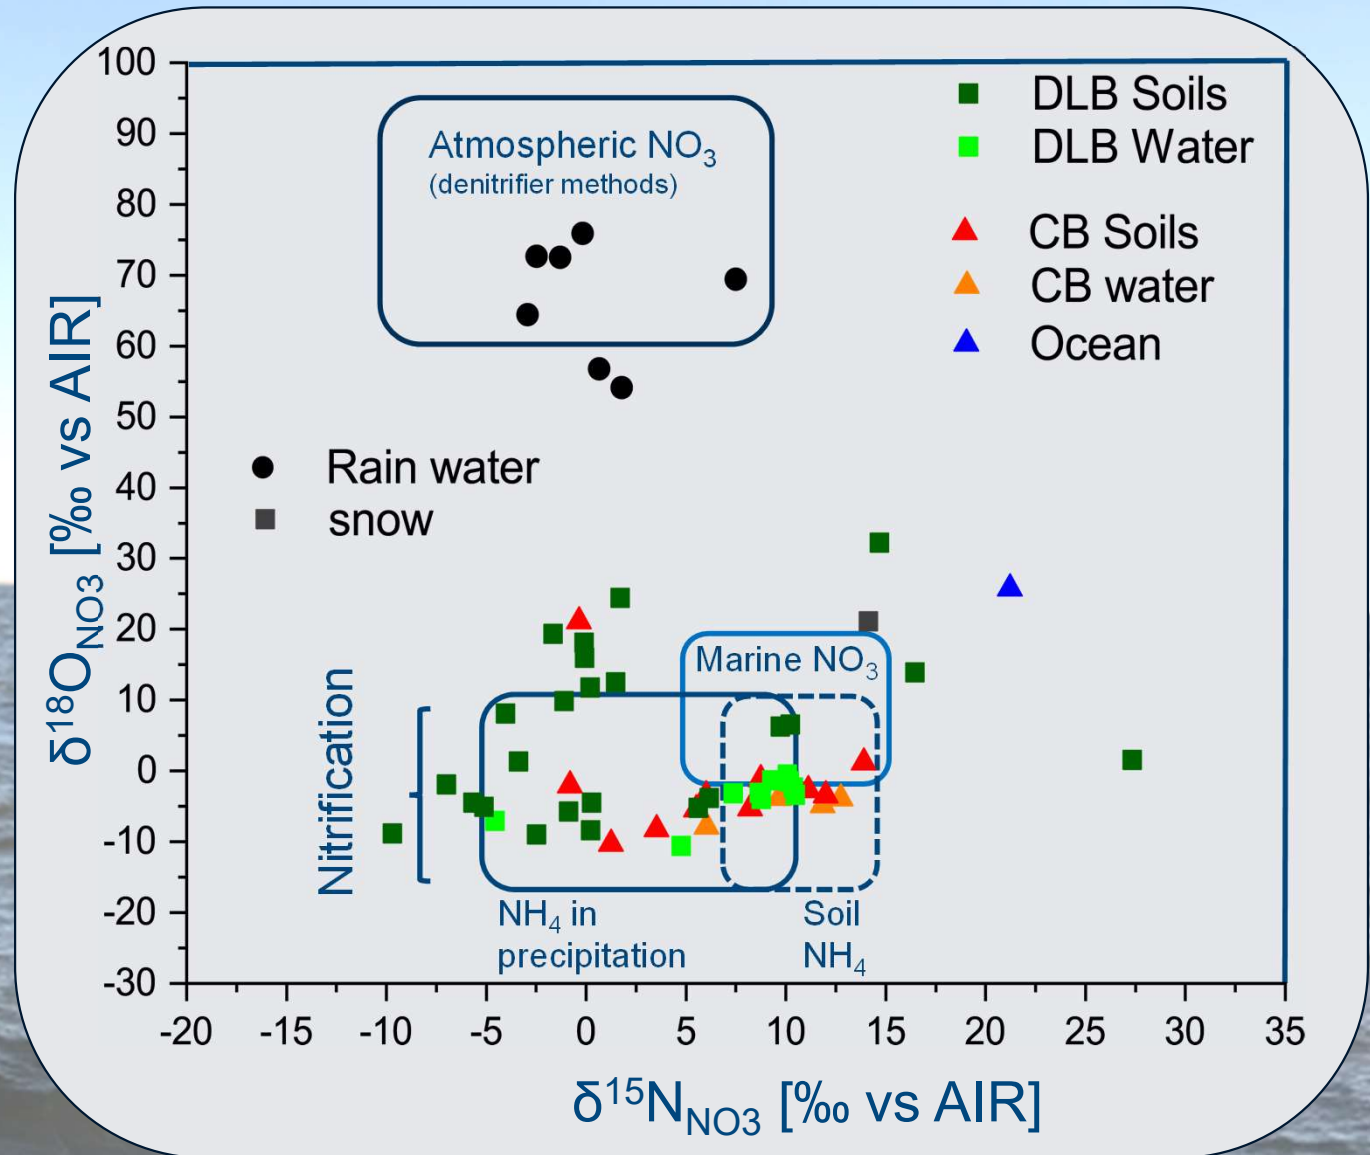 100
90
80
70
60
50
40
30
20
10
0
-10
-20
-30
δ¹⁸O_NO3 [‰ vs AIR]
Atmospheric NO₃
(denitrifier methods)
DLB Soils
DLB Water
CB Soils
CB water
Ocean
Rain water
snow
Marine NO₃
Nitrification
NH₄ in
precipitation
Soil
NH₄
-20 -15 -10 -5 0 5 10 15 20 25 30 35
δ¹⁵N_NO3 [‰ vs AIR]